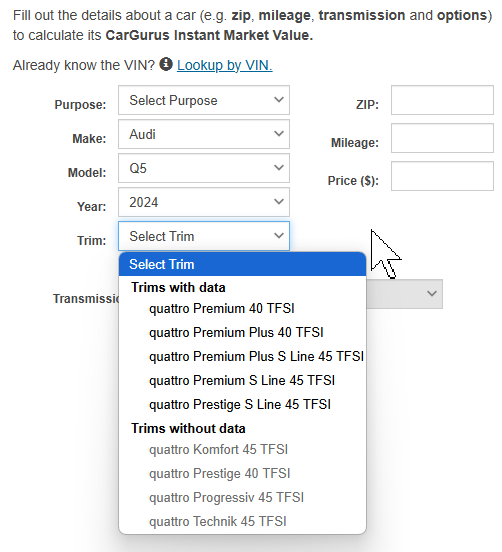 Fill out the details about a car (e.g. zip, mileage, transmission and options)
to calculate its CarGurus Instant Market Value.
Already know the VIN? Lookup by VIN.
Purpose: Select Purpose
ZIP:
Make: Audi
Mileage:
Model: Q5
Price ($):
Year: 2024
Trim: Select Trim
Select Trim
Trims with data
quattro Premium 40 TFSI
Transmissio
quattro Premium Plus 40 TFSI
quattro Premium Plus S Line 45 TFSI
quattro Premium S Line 45 TFSI
quattro Prestige S Line 45 TFSI
Trims without data
quattro Komfort 45 TFSI
quattro Prestige 40 TFSI
quattro Progressiv 45 TFSI
quattro Technik 45 TFSI